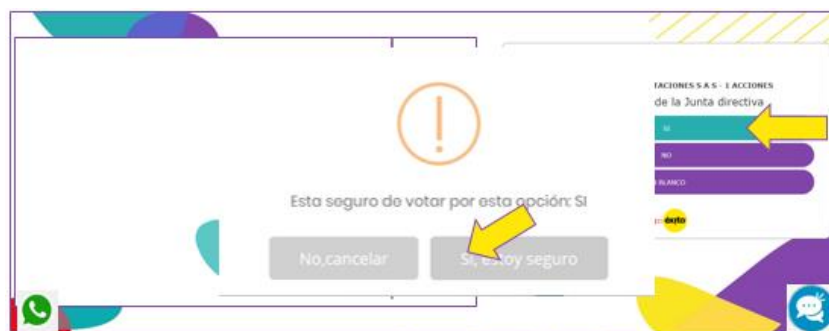 TACIONES S A S - 1 ACCIONES
de la Junta directiva
SI
NO
BLANCO
éxito
Esta seguro de votar por esta opción: SI
No,cancelar
Si, estoy seguro